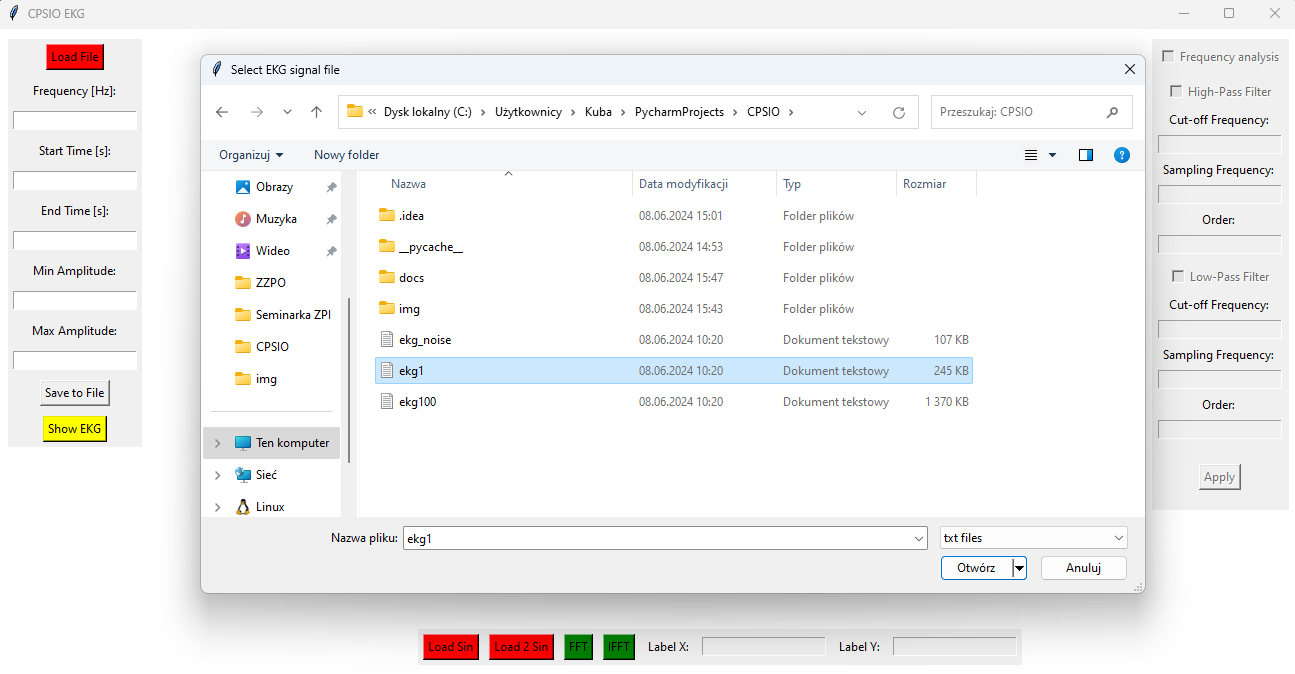 CPSIO EKG
Load File
Frequency [Hz]:
Start Time [s]:
End Time [s]:
Min Amplitude:
Max Amplitude:
Save to File
Show EKG
Select EKG signal file
« Dysk lokalny (C:) > Użytkownicy > Kuba > PycharmProjects > CPSIO >
Przeszukaj: CPSIO
Organizuj
Nowy folder
?
Obrazy
Muzyka
Wideo
ZZPO
Seminarka ZPI
CPSIO
img
Ten komputer
Sieć
Linux
Nazwa Data modyfikacji Typ Rozmiar
.idea 08.06.2024 15:01 Folder plików
__pycache__ 08.06.2024 14:53 Folder plików
docs 08.06.2024 15:47 Folder plików
img 08.06.2024 15:43 Folder plików
ekg_noise 08.06.2024 10:20 Dokument tekstowy 107 KB
ekg1 08.06.2024 10:20 Dokument tekstowy 245 KB
ekg100 08.06.2024 10:20 Dokument tekstowy 1 370 KB
Nazwa pliku: ekg1
txt files
Otwórz
Anuluj
Frequency analysis
High-Pass Filter
Cut-off Frequency:
Sampling Frequency:
Order:
Low-Pass Filter
Cut-off Frequency:
Sampling Frequency:
Order:
Apply
Load Sin
Load 2 Sin
FFT
IFFT
Label X:
Label Y: